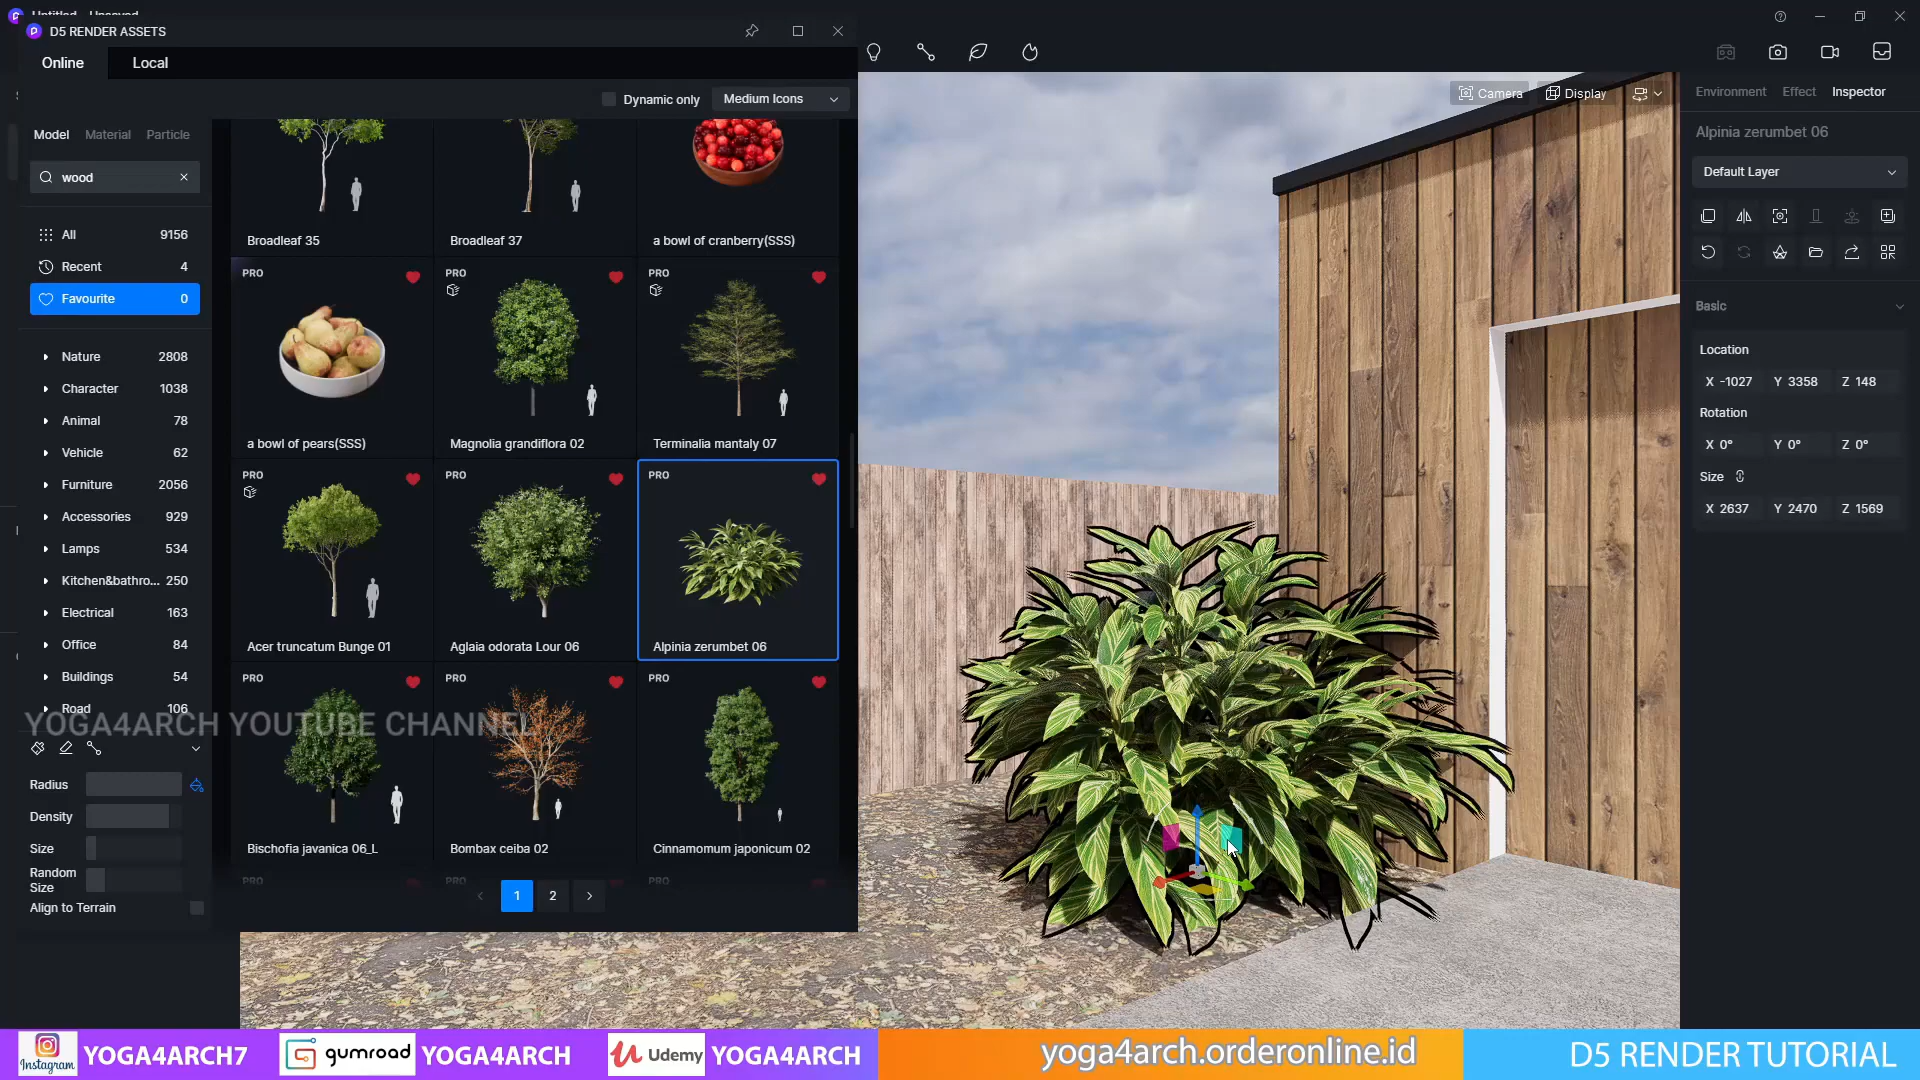 Untitled - Unsaved
D5 RENDER ASSETS
Online
Local
Dynamic only
Medium Icons
Model
Material
Particle
wood
All 9156
Recent 4
Favourite 0
Nature 2808
Character 1038
Animal 78
Vehicle 62
Furniture 2056
Accessories 929
Lamps 534
Kitchen&bathro... 250
Electrical 163
Office 84
Buildings 54
Road 106
Radius
Density
Size
Random
Size
Align to Terrain
Broadleaf 35
Broadleaf 37
a bowl of cranberry(SSS)
PRO
PRO
PRO
a bowl of pears(SSS)
Magnolia grandiflora 02
Terminalia mantaly 07
PRO
PRO
PRO
Acer truncatum Bunge 01
Aglaia odorata Lour 06
Alpinia zerumbet 06
PRO
PRO
PRO
Bischofia javanica 06_L
Bombax ceiba 02
Cinnamomum japonicum 02
PRO
PRO
PRO
1
2
YOGA4ARCH YOUTUBE CHANNEL
Camera
Display
Environment
Effect
Inspector
Alpinia zerumbet 06
Default Layer
Basic
Location
X -1027 Y 3358 Z 148
Rotation
X 0° Y 0° Z 0°
Size
X 2637 Y 2470 Z 1569
Instagram
YOGA4ARCH7
gumroad
YOGA4ARCH
Udemy
YOGA4ARCH
yoga4arch.orderonline.id
D5 RENDER TUTORIAL